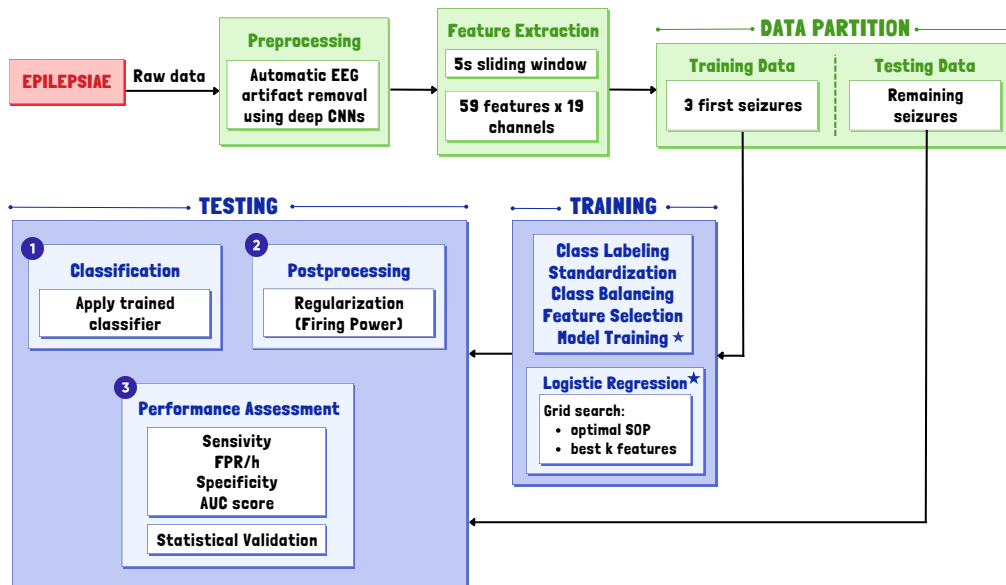 EPILEPSIAE
Raw data
Preprocessing
Automatic EEG
artifact removal
using deep CNNs
Feature Extraction
5s sliding window
59 features x 19
channels
DATA PARTITION
Training Data
3 first seizures
Testing Data
Remaining
seizures
TESTING
1
Classification
Apply trained
classifier
2
Postprocessing
Regularization
(Firing Power)
3
Performance Assessment
Sensivity
FPR/h
Specificity
AUC score
Statistical Validation
TRAINING
Class Labeling
Standardization
Class Balancing
Feature Selection
Model Training ★
Logistic Regression★
Grid search:
• optimal SOP
• best k features